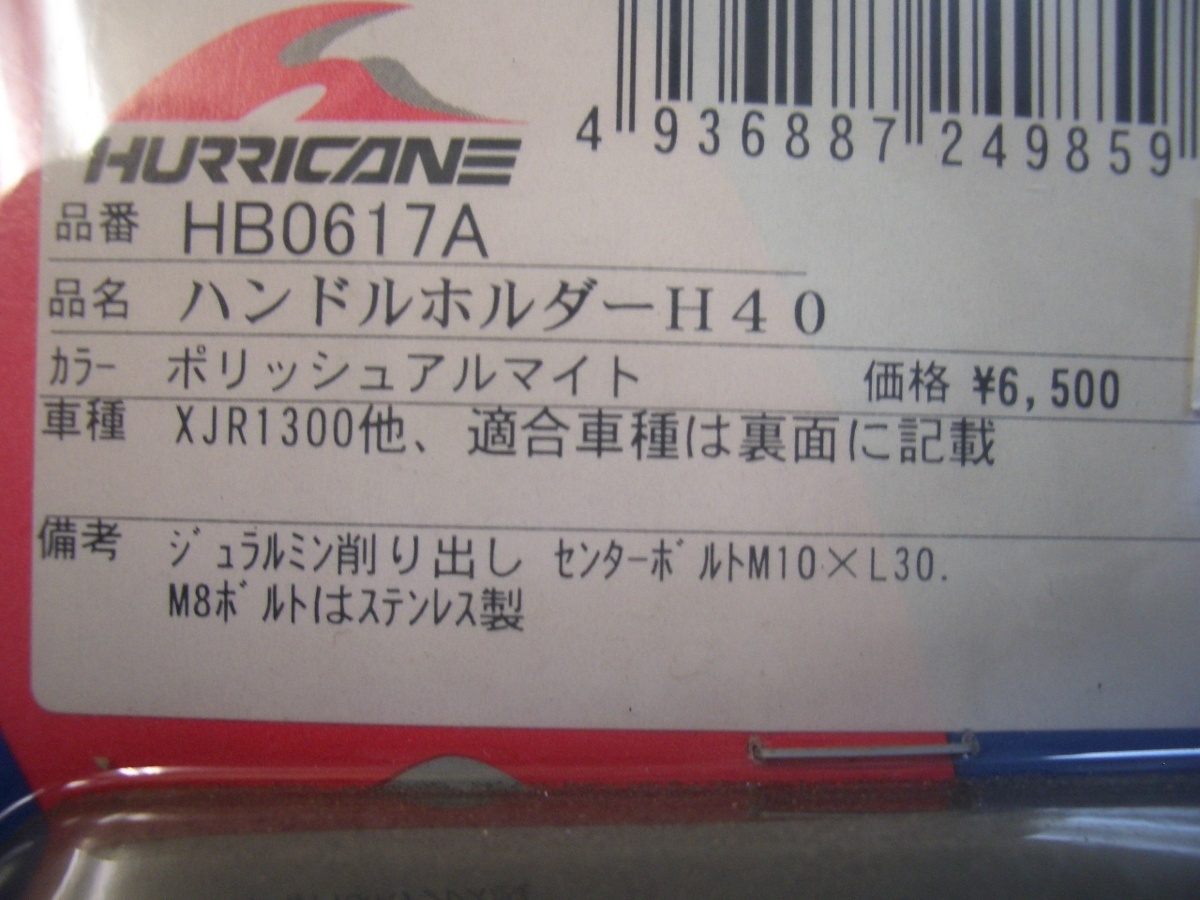 HURRICANE
4 936887 249859
品番 HB0617A
品名 ハンドルホルダーH40
ｶﾗｰ ポリッシュアルマイト 価格 ¥6,500
車種 XJR1300他、適合車種は裏面に記載
備考 ｼﾞｭﾗﾙﾐﾝ削り出し ｾﾝﾀｰﾎﾞﾙﾄM10×L30.
M8ﾎﾞﾙﾄはｽﾃﾝﾚｽ製